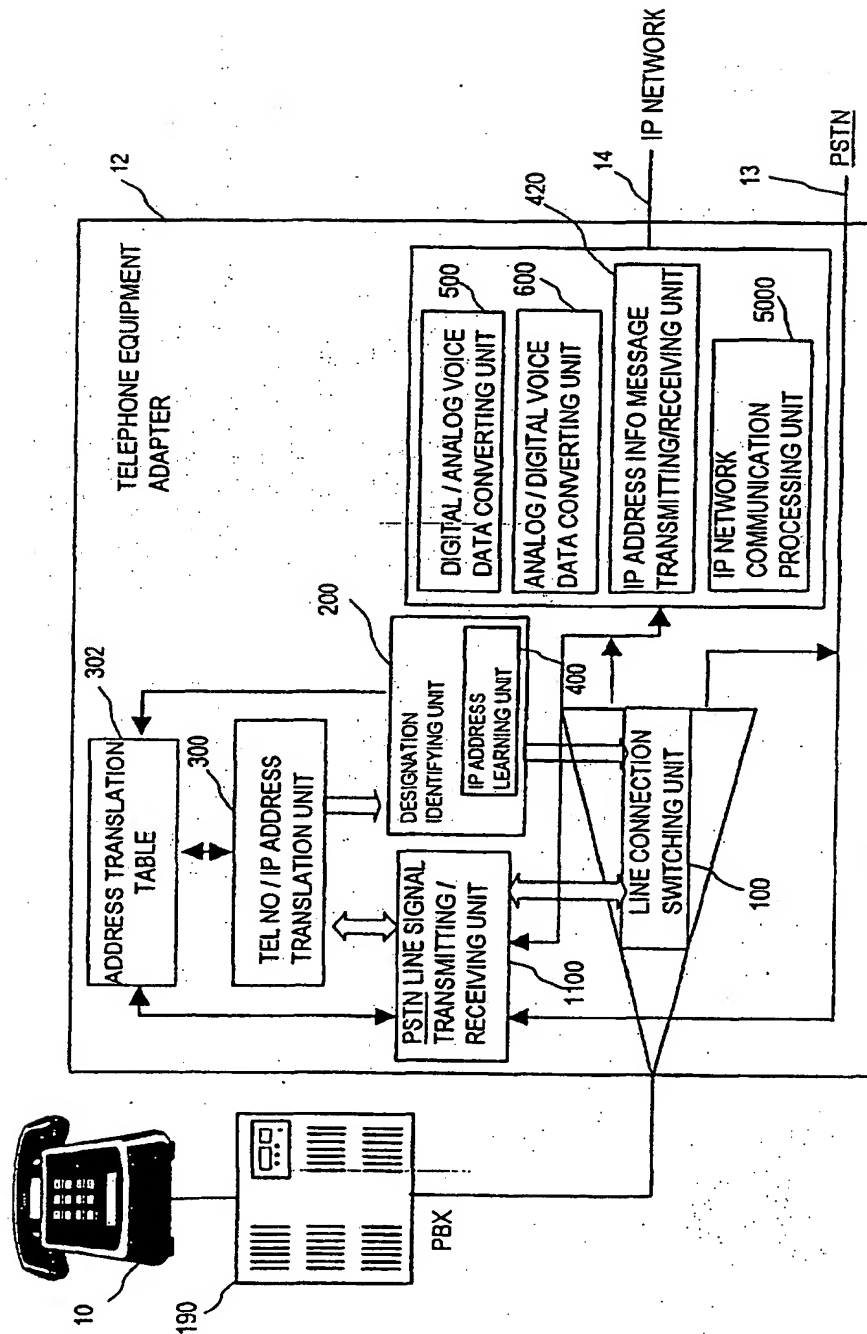 10
190
PBX
12
TELEPHONE EQUIPMENT
ADAPTER
302
ADDRESS TRANSLATION
TABLE
300
TEL NO / IP ADDRESS
TRANSLATION UNIT
200
DESIGNATION
IDENTIFYING UNIT
IP ADDRESS
LEARNING UNIT
400
PSTN LINE SIGNAL
TRANSMITTING /
RECEIVING UNIT
1100
LINE CONNECTION
SWITCHING UNIT
100
500
DIGITAL / ANALOG VOICE
DATA CONVERTING UNIT
600
ANALOG / DIGITAL VOICE
DATA CONVERTING UNIT
420
IP ADDRESS INFO MESSAGE
TRANSMITTING/RECEIVING UNIT
5000
IP NETWORK
COMMUNICATION
PROCESSING UNIT
14
IP NETWORK
13
PSTN